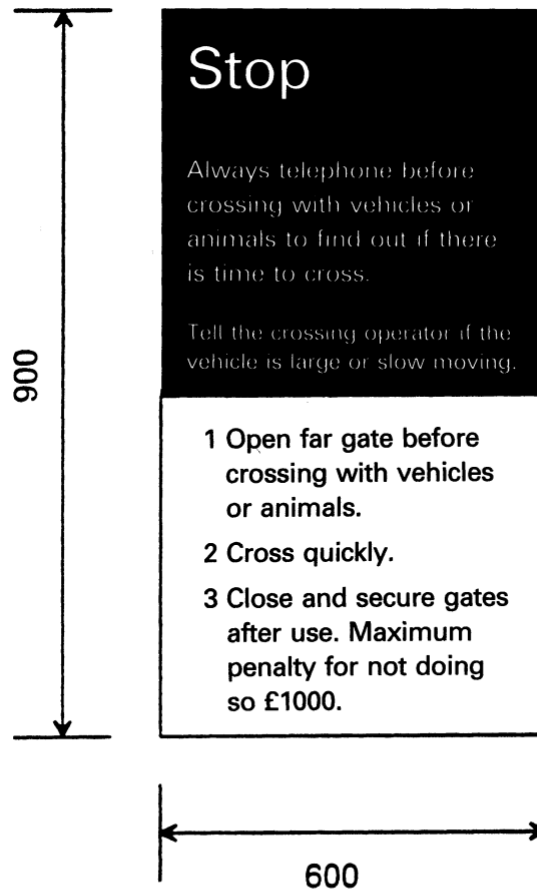 Stop
Always telephone before
crossing with vehicles or
animals to find out if there
is time to cross.
Tell the crossing operator if the
vehicle is large or slow moving.
900
1 Open far gate before
crossing with vehicles
or animals.
2 Cross quickly.
3 Close and secure gates
after use. Maximum
penalty for not doing
so £1000.
600